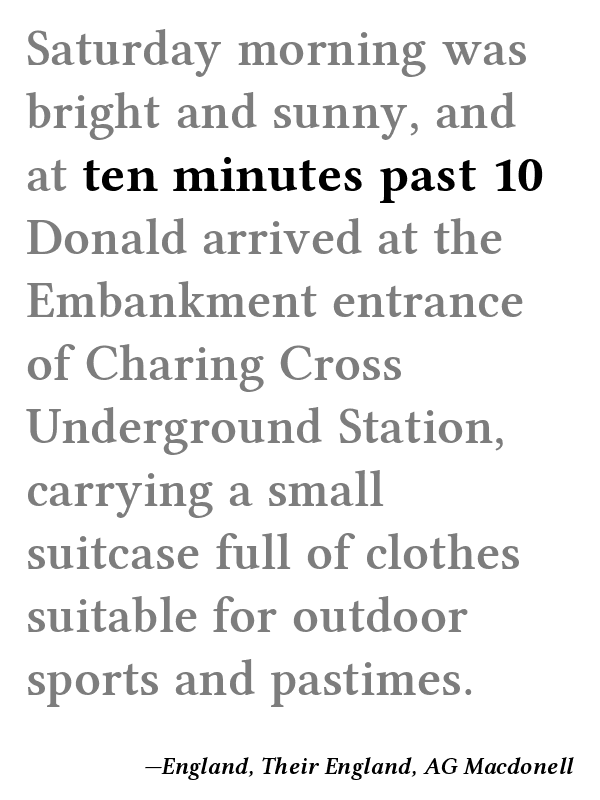 Saturday morning was
bright and sunny, and
at ten minutes past 10
Donald arrived at the
Embankment entrance
of Charing Cross
Underground Station,
carrying a small
suitcase full of clothes
suitable for outdoor
sports and pastimes.
—England, Their England, AG Macdonell